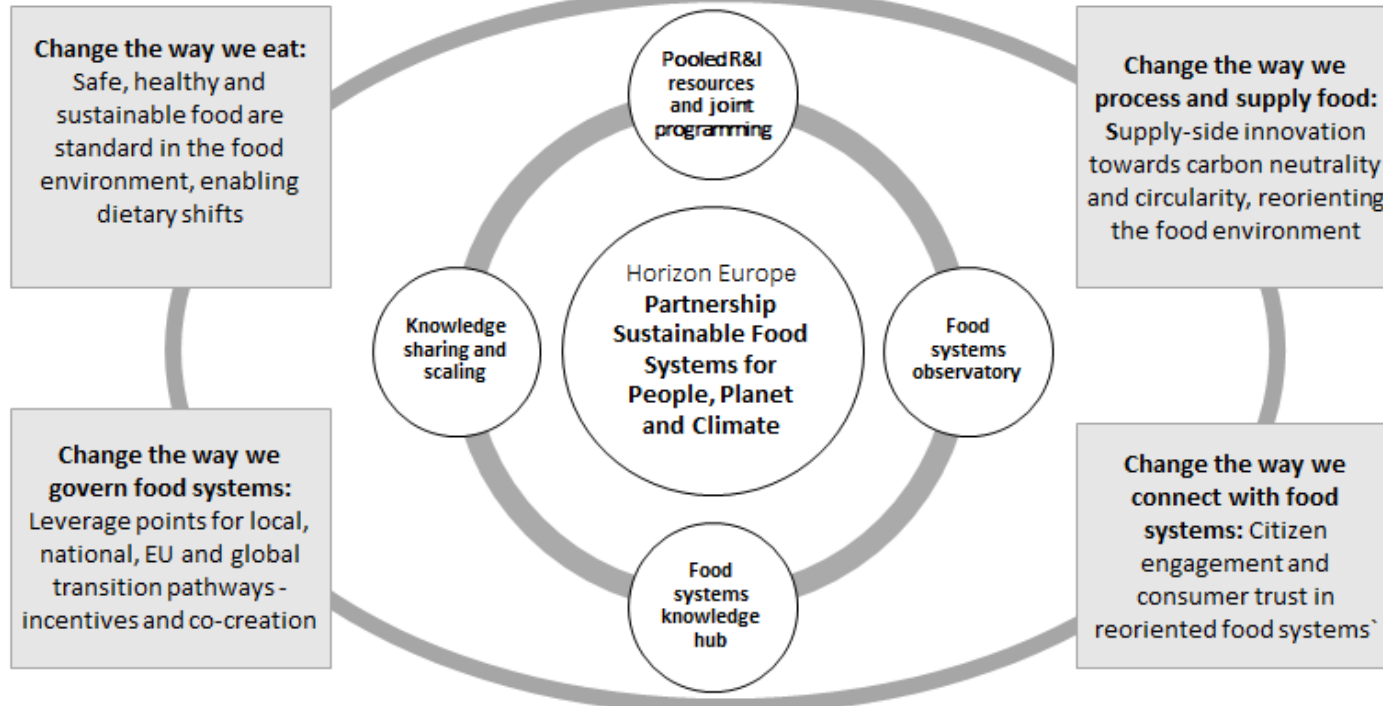 Change the way we eat:
Safe, healthy and
sustainable food are
standard in the food
environment, enabling
dietary shifts
Pooled R&I
resources
and joint
programming
Change the way we
process and supply food:
Supply-side innovation
towards carbon neutrality
and circularity, reorienting
the food environment
Knowledge
sharing and
scaling
Horizon Europe
Partnership
Sustainable Food
Systems for
People, Planet
and Climate
Food
systems
observatory
Change the way we
govern food systems:
Leverage points for local,
national, EU and global
transition pathways -
incentives and co-creation
Food
systems
knowledge
hub
Change the way we
connect with food
systems: Citizen
engagement and
consumer trust in
reoriented food systems`